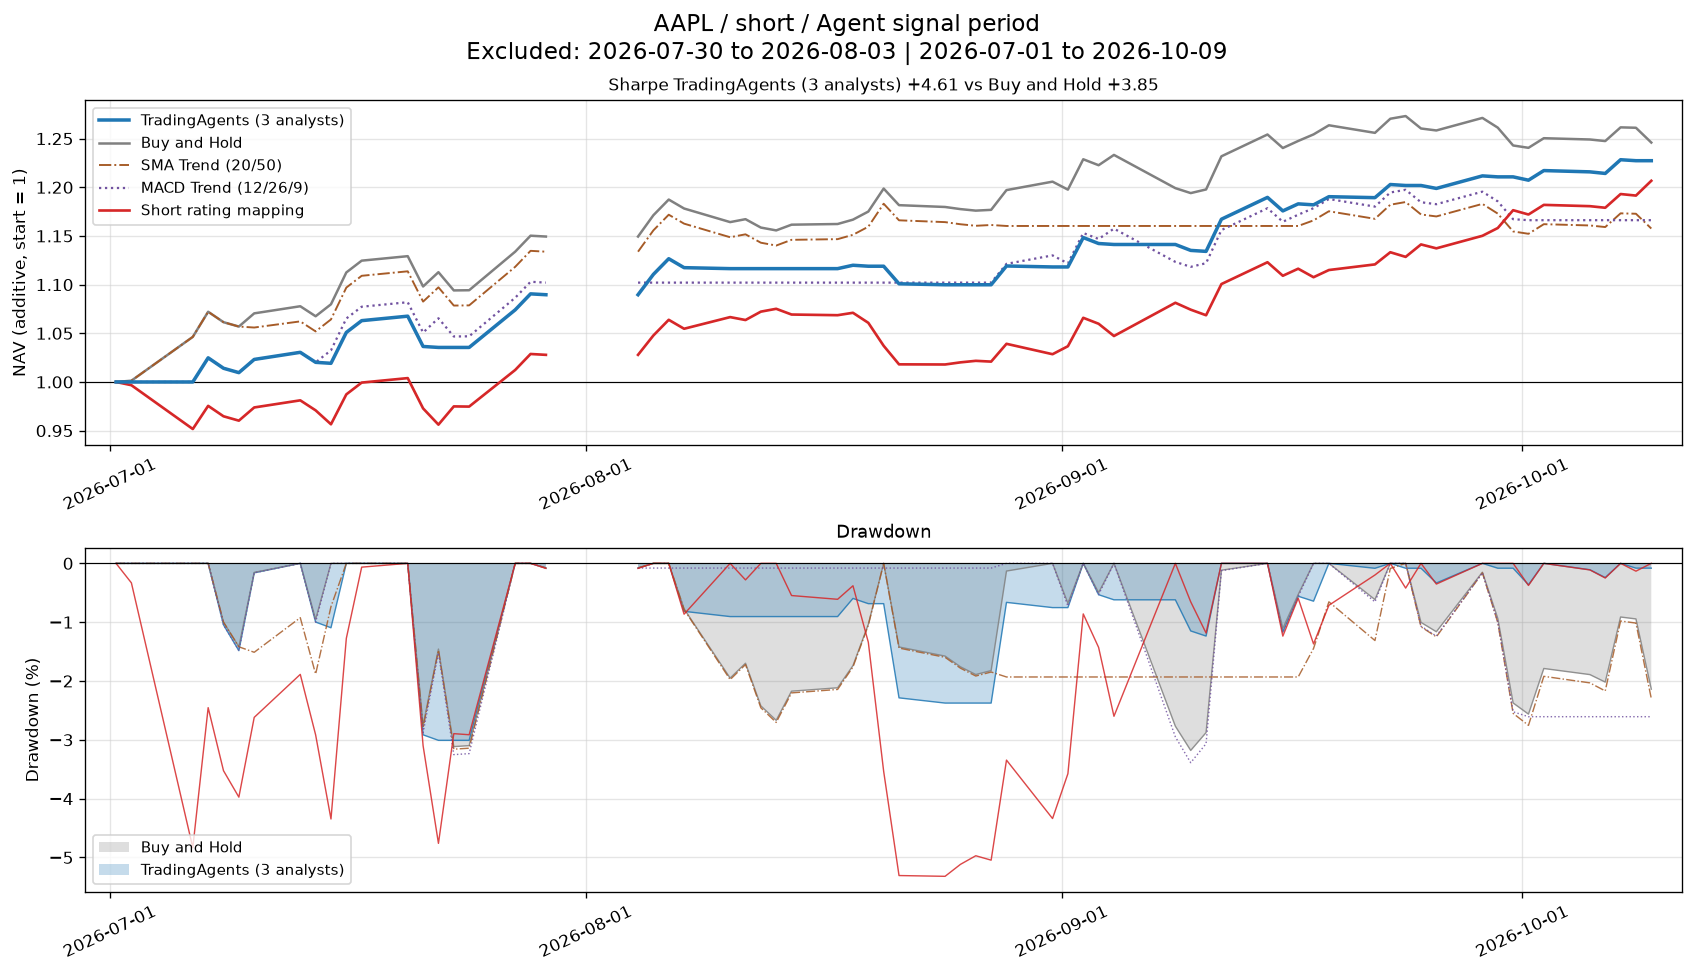 AAPL / short / Agent signal period
Excluded: 2026-07-30 to 2026-08-03 | 2026-07-01 to 2026-10-09
Sharpe TradingAgents (3 analysts) +4.61 vs Buy and Hold +3.85
TradingAgents (3 analysts)
Buy and Hold
SMA Trend (20/50)
MACD Trend (12/26/9)
Short rating mapping
NAV (additive, start = 1)
1.25
1.20
1.15
1.10
1.05
1.00
0.95
2026-07-01
2026-08-01
2026-09-01
2026-10-01
Drawdown
Drawdown (%)
0
−1
−2
−3
−4
−5
Buy and Hold
TradingAgents (3 analysts)
2026-07-01
2026-08-01
2026-09-01
2026-10-01